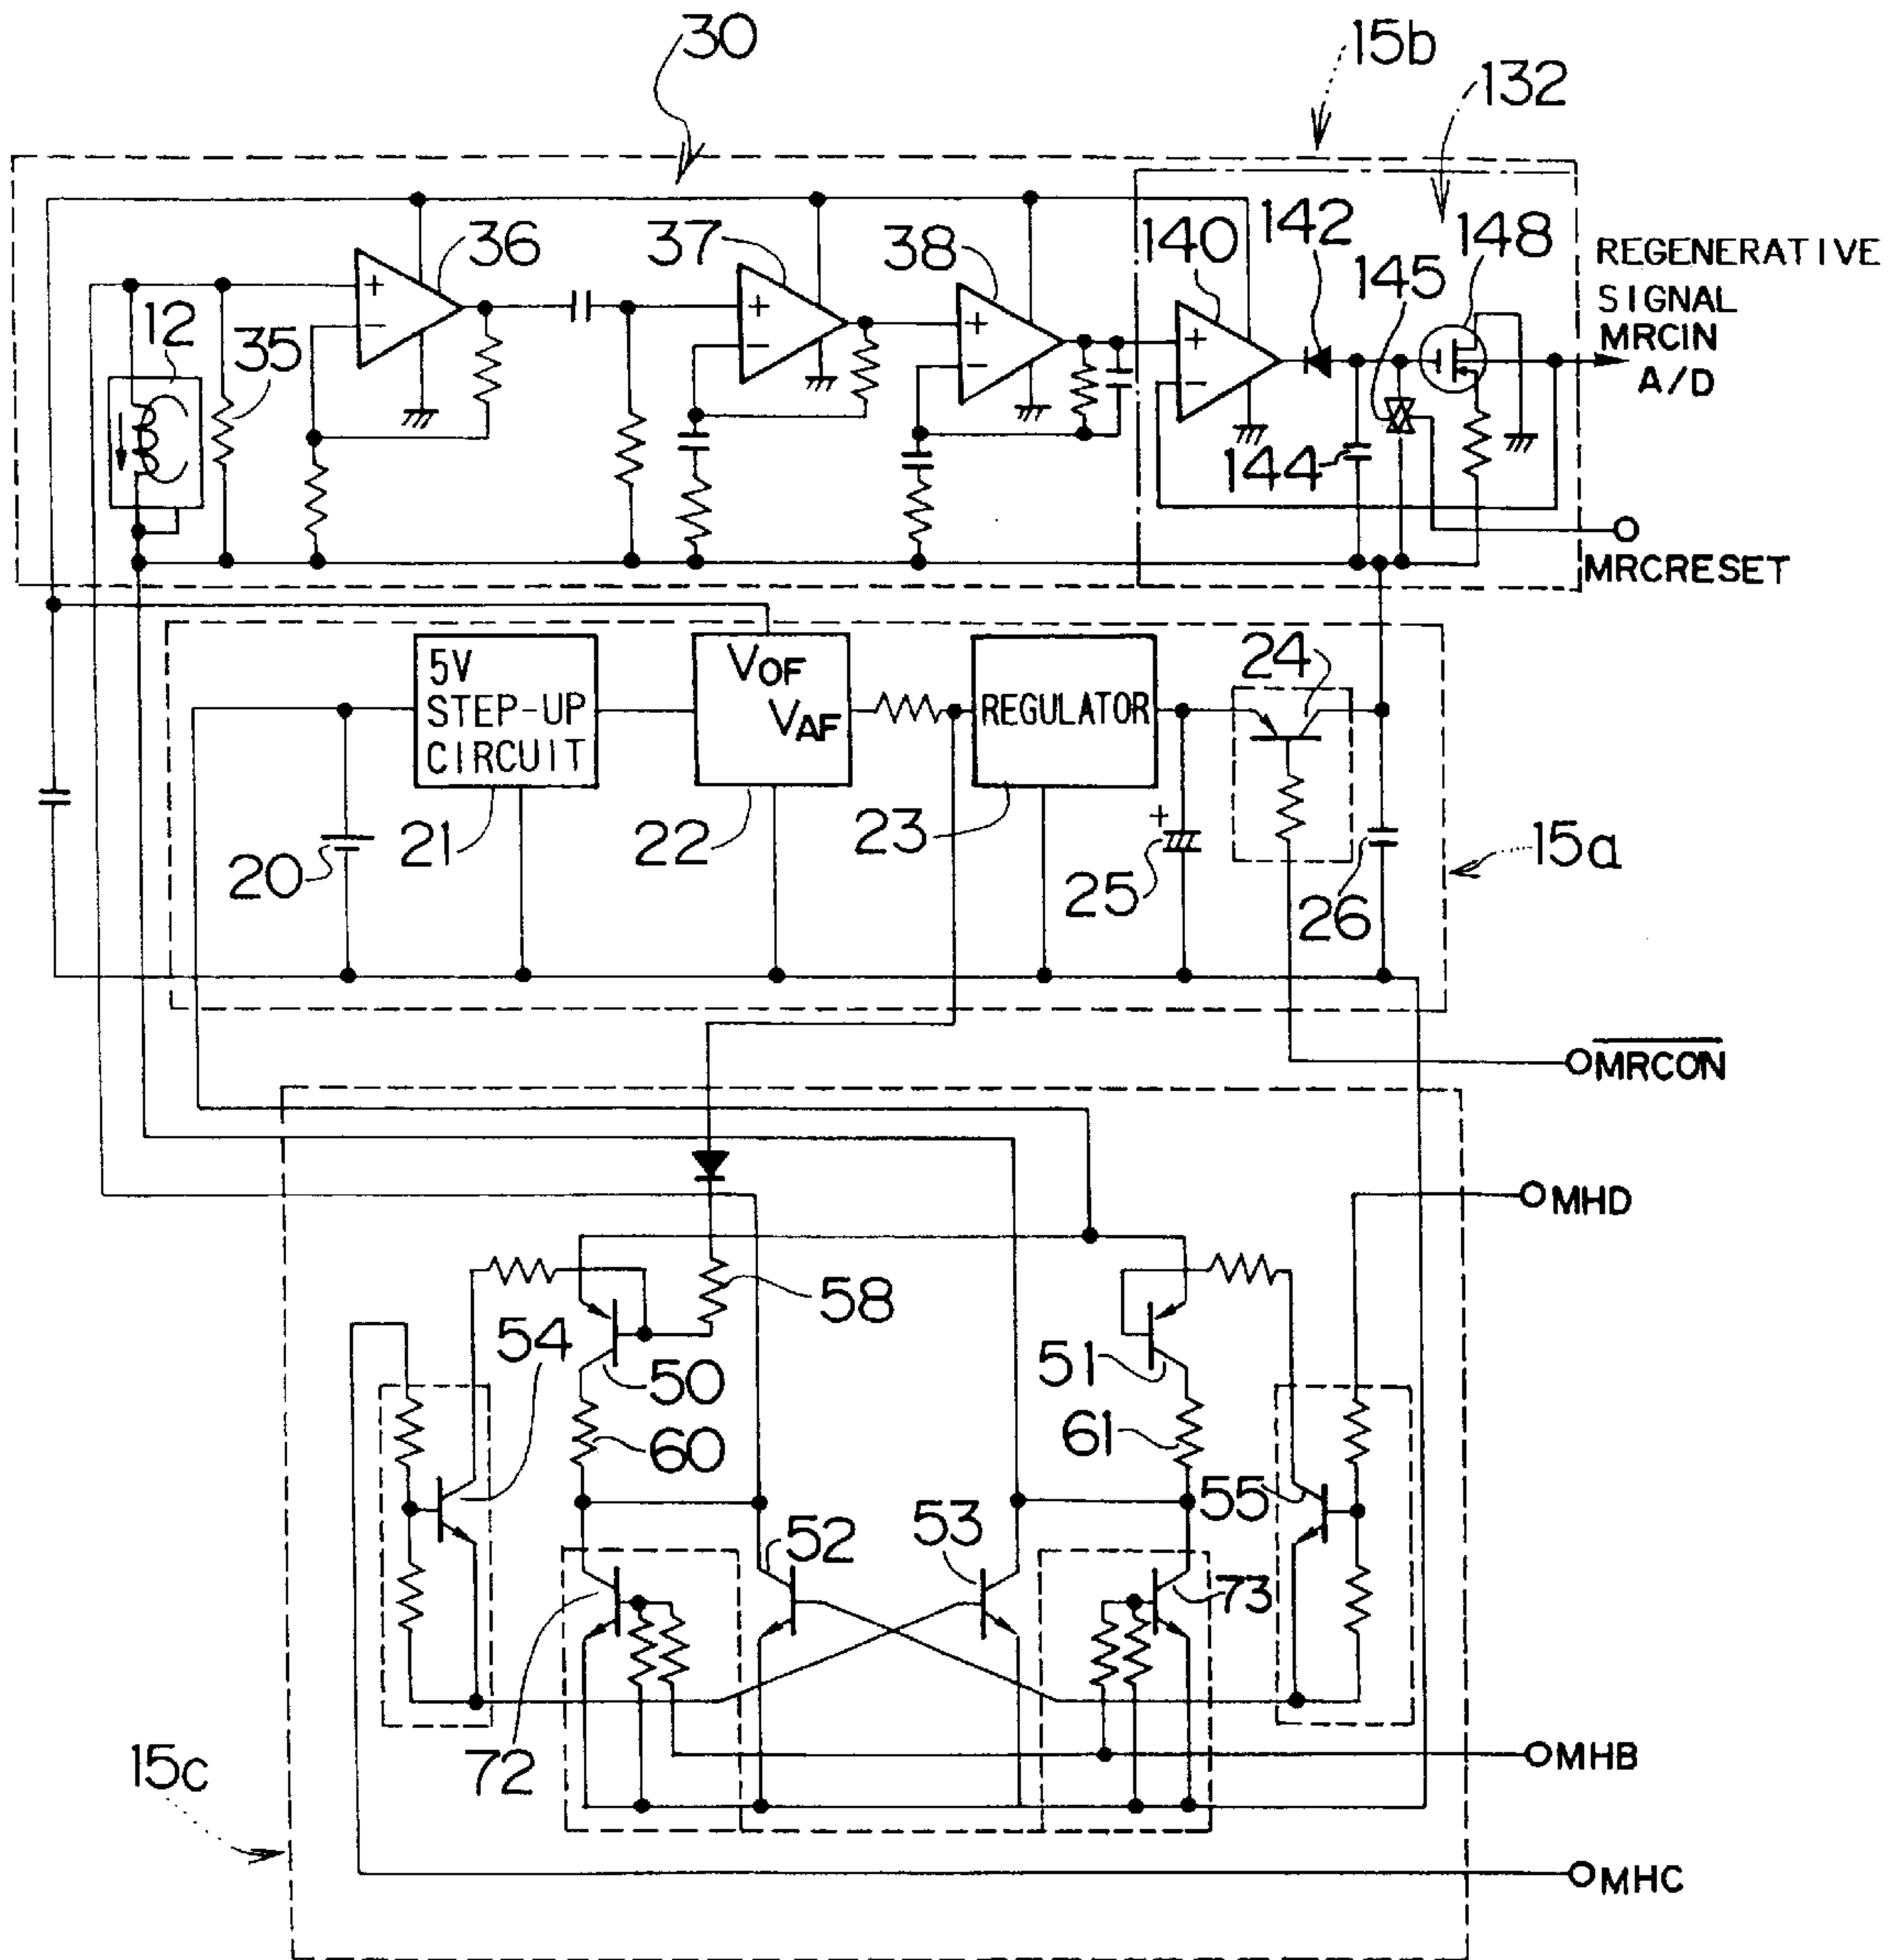 30
15b
132
36
37
38
140
142
145
148
REGENERATIVE
SIGNAL
MRCIN
A/D
12
35
+
−
+
−
+
−
+
−
144
MRCRESET
5V
STEP-UP
CIRCUIT
VOF
VAF
REGULATOR
24
20
21
22
23
+
25
26
15a
MRCON
MHD
58
54
50
51
60
61
55
52
53
73
72
15c
MHB
MHC